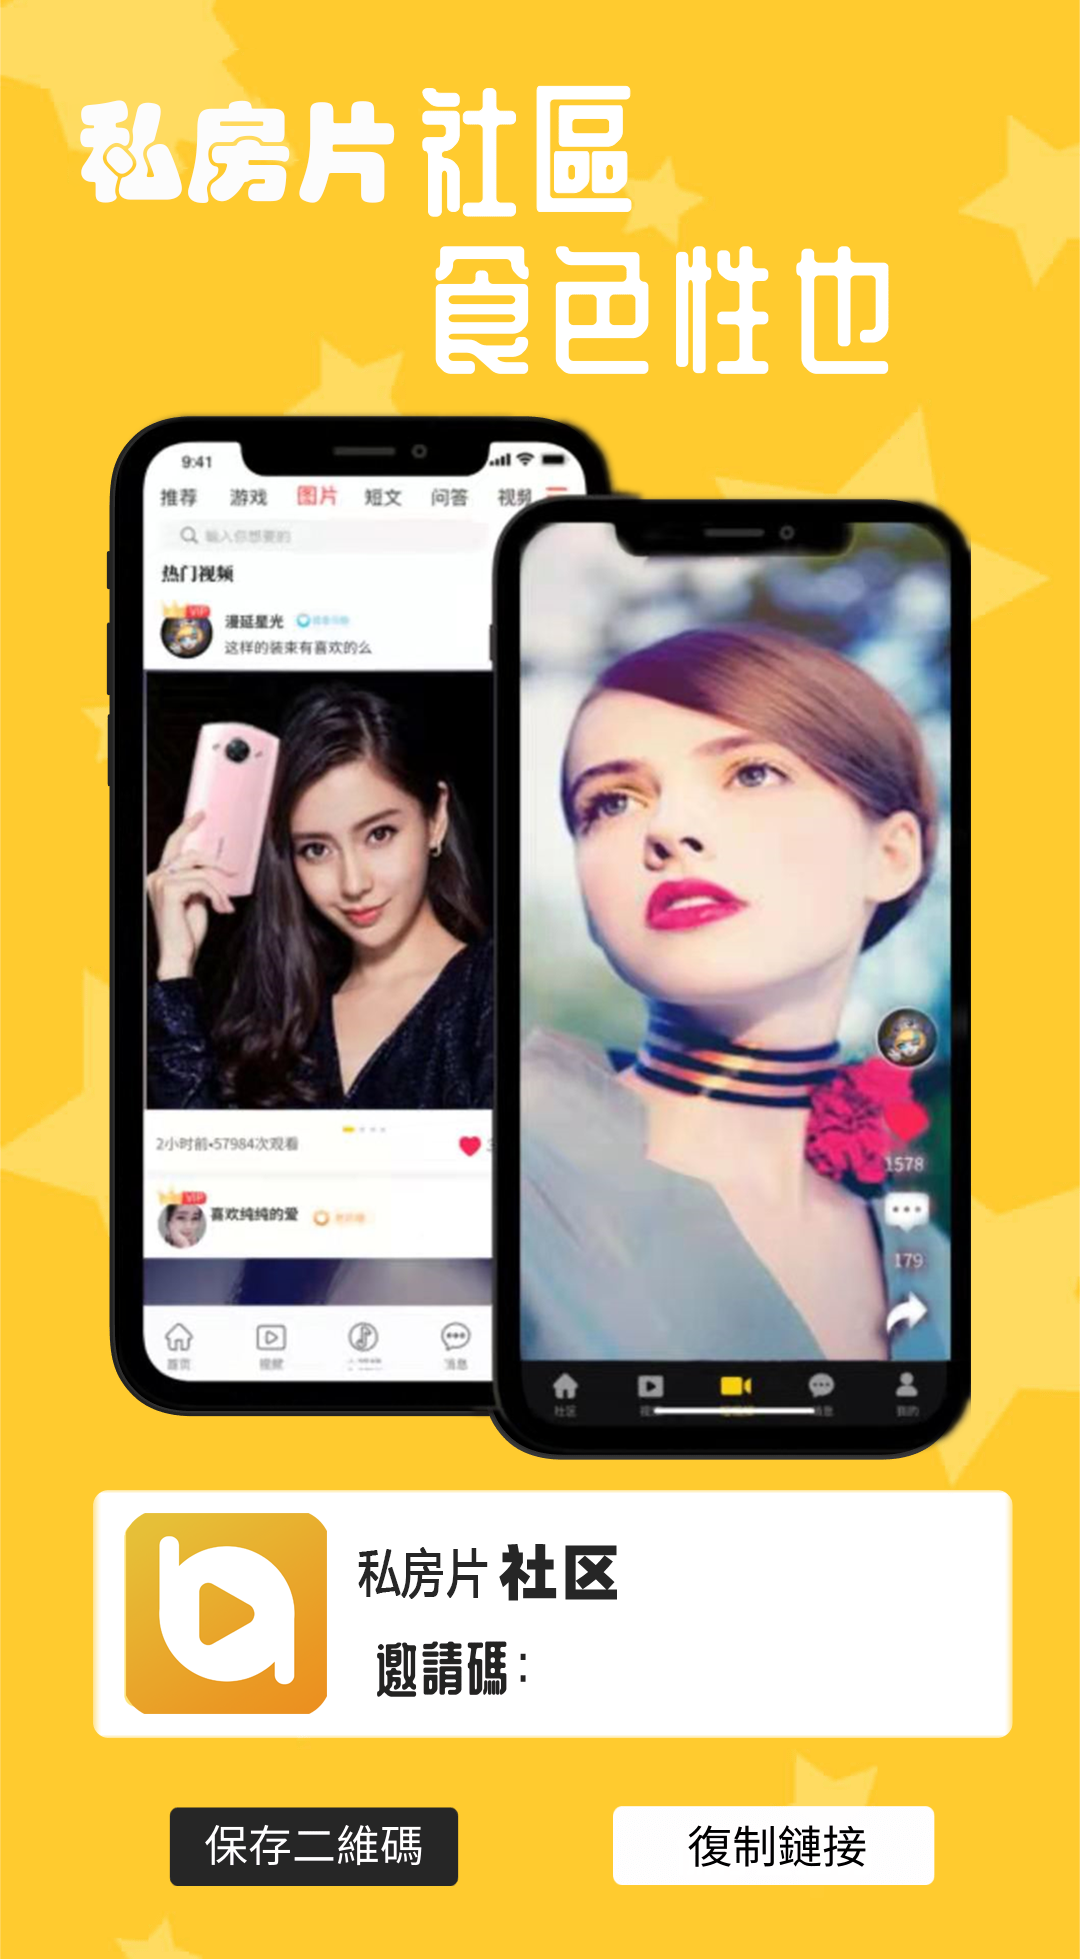 私房片社區
食色性也
9:41
推荐 游戏 图片 短文 问答 视频
输入你想要的
热门视频
VIP
漫延星光
这样的装束有喜欢的么
2小时前•57984次观看
VIP
喜欢纯纯的爱
首页 视频 消息
1578
179
社区 我的
私房片社区
邀請碼：
保存二維碼
復制鏈接